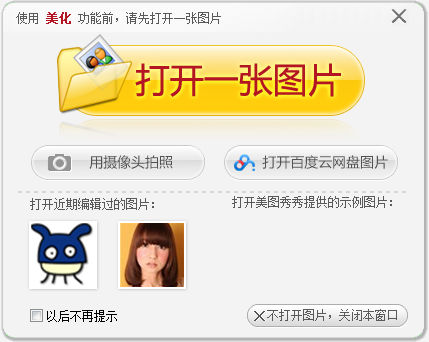 使用 美化 功能前，请先打开一张图片
打开一张图片
用摄像头拍照
打开百度云网盘图片
打开近期编辑过的图片：
打开美图秀秀提供的示例图片：
以后不再提示
不打开图片，关闭本窗口